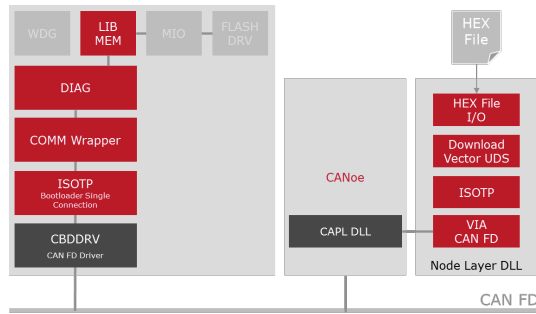 WDG
LIB
MEM
MIO
FLASH
DRV
DIAG
COMM Wrapper
ISOTP
Bootloader Single
Connection
CBDDRV
CAN FD Driver
CANoe
CAPL DLL
HEX
File
HEX File
I/O
Download
Vector UDS
ISOTP
VIA
CAN FD
Node Layer DLL
CAN FD